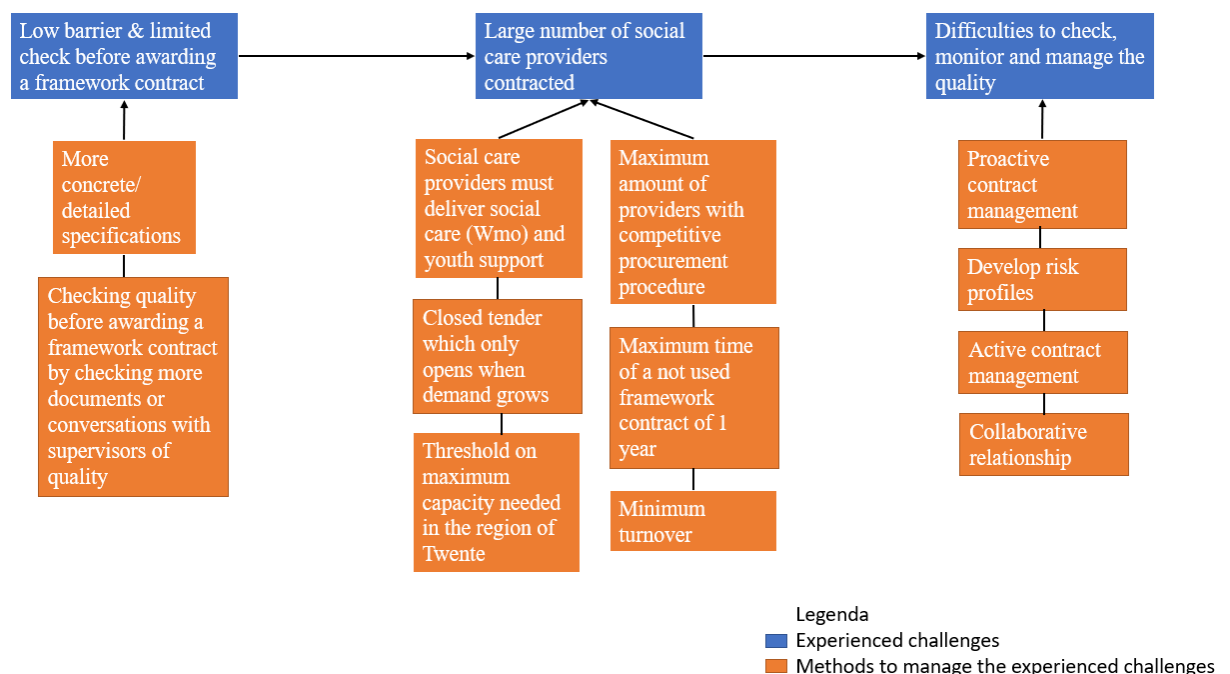 Low barrier & limited
check before awarding
a framework contract
Large number of social
care providers
contracted
Difficulties to check,
monitor and manage the
quality
More
concrete/
detailed
specifications
Checking quality
before awarding a
framework contract
by checking more
documents or
conversations with
supervisors of
quality
Social care
providers must
deliver social
care (Wmo) and
youth support
Closed tender
which only
opens when
demand grows
Threshold on
maximum
capacity needed
in the region of
Twente
Maximum
amount of
providers with
competitive
procurement
procedure
Maximum time
of a not used
framework
contract of 1
year
Minimum
turnover
Proactive
contract
management
Develop risk
profiles
Active contract
management
Collaborative
relationship
Legenda
Experienced challenges
Methods to manage the experienced challenges